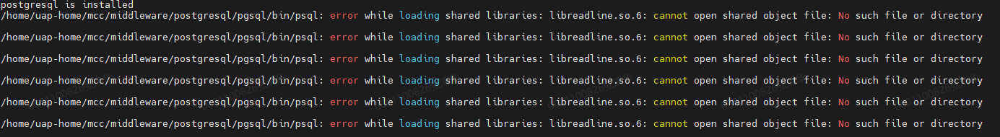 postgresql is installed
/home/uap-home/mcc/middleware/postgresql/pgsql/bin/psql: error while loading shared libraries: libreadline.so.6: cannot open shared object file: No such file or directory
/home/uap-home/mcc/middleware/postgresql/pgsql/bin/psql: error while loading shared libraries: libreadline.so.6: cannot open shared object file: No such file or directory
/home/uap-home/mcc/middleware/postgresql/pgsql/bin/psql: error while loading shared libraries: libreadline.so.6: cannot open shared object file: No such file or directory
/home/uap-home/mcc/middleware/postgresql/pgsql/bin/psql: error while loading shared libraries: libreadline.so.6: cannot open shared object file: No such file or directory
/home/uap-home/mcc/middleware/postgresql/pgsql/bin/psql: error while loading shared libraries: libreadline.so.6: cannot open shared object file: No such file or directory
/home/uap-home/mcc/middleware/postgresql/pgsql/bin/psql: error while loading shared libraries: libreadline.so.6: cannot open shared object file: No such file or directory